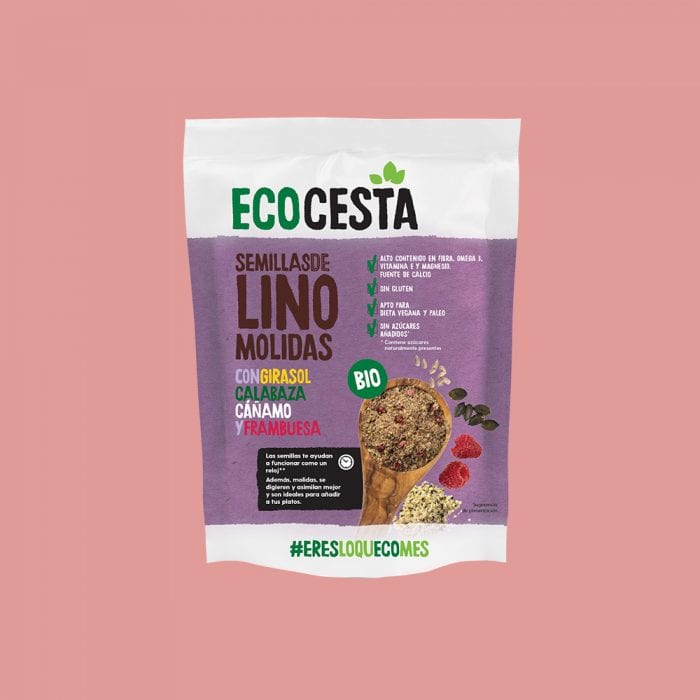 ECOCESTA
SEMILLAS DE
LINO
MOLIDAS
CON GIRASOL
CALABAZA
CÁÑAMO
Y FRAMBUESA
ALTO CONTENIDO EN FIBRA, OMEGA 3,
VITAMINA E Y MAGNESIO.
FUENTE DE CALCIO
SIN GLUTEN
APTO PARA
DIETA VEGANA Y PALEO
SIN AZÚCARES
AÑADIDOS*
* Contiene azúcares
naturalmente presentes
BIO
Las semillas te ayudan
a funcionar como un
reloj**
Además, molidas, se
digieren y asimilan mejor
y son ideales para añadir
a tus platos.
Sugerencia
de presentación.
#ERESLOQUECOMES